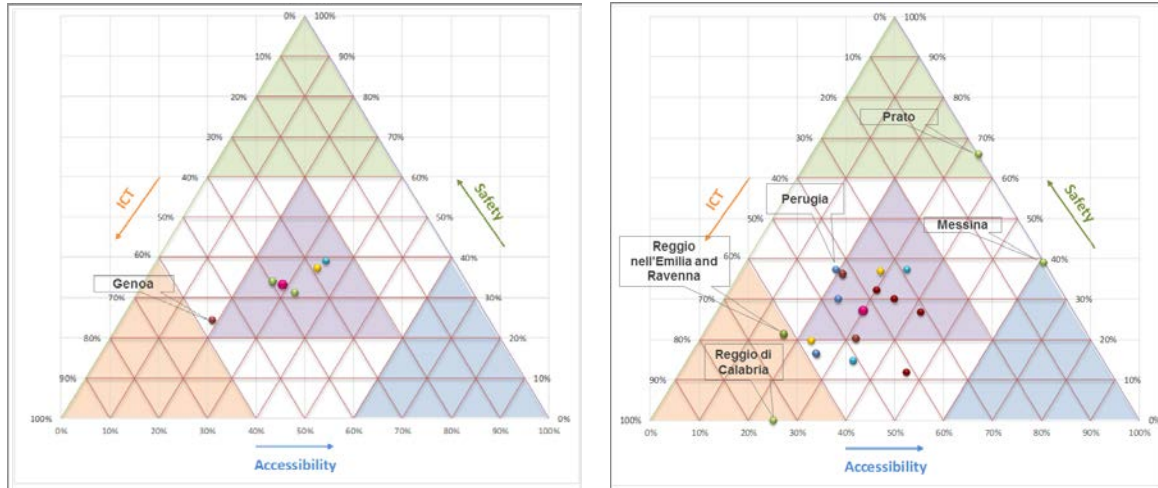 0% 100%
10% 90%
20% 80%
30% 70%
40% 60%
ICT
Safety
50% 50%
60% 40%
Genoa
70% 30%
80% 20%
90% 10%
100% 0%
0% 10% 20% 30% 40% 50% 60% 70% 80% 90% 100%
Accessibility
0% 100%
10% 90%
20% 80%
Prato
30% 70%
40% 60%
ICT
Safety
Perugia
50% 50%
Messina
Reggio
nell'Emilia and
Ravenna
60% 40%
70% 30%
80% 20%
Reggio di
Calabria
90% 10%
100% 0%
0% 10% 20% 30% 40% 50% 60% 70% 80% 90% 100%
Accessibility